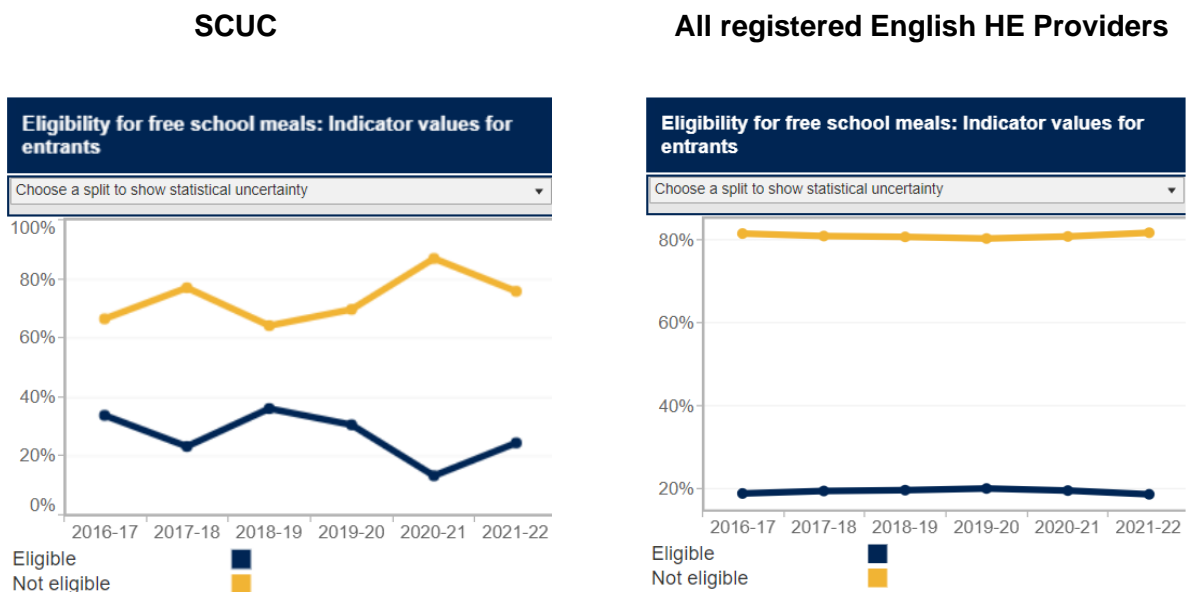 SCUC
Eligibility for free school meals: Indicator values for
entrants
Choose a split to show statistical uncertainty
100%
80%
60%
40%
20%
0%
2016-17 2017-18 2018-19 2019-20 2020-21 2021-22
Eligible
Not eligible
All registered English HE Providers
Eligibility for free school meals: Indicator values for
entrants
Choose a split to show statistical uncertainty
80%
60%
40%
20%
2016-17 2017-18 2018-19 2019-20 2020-21 2021-22
Eligible
Not eligible